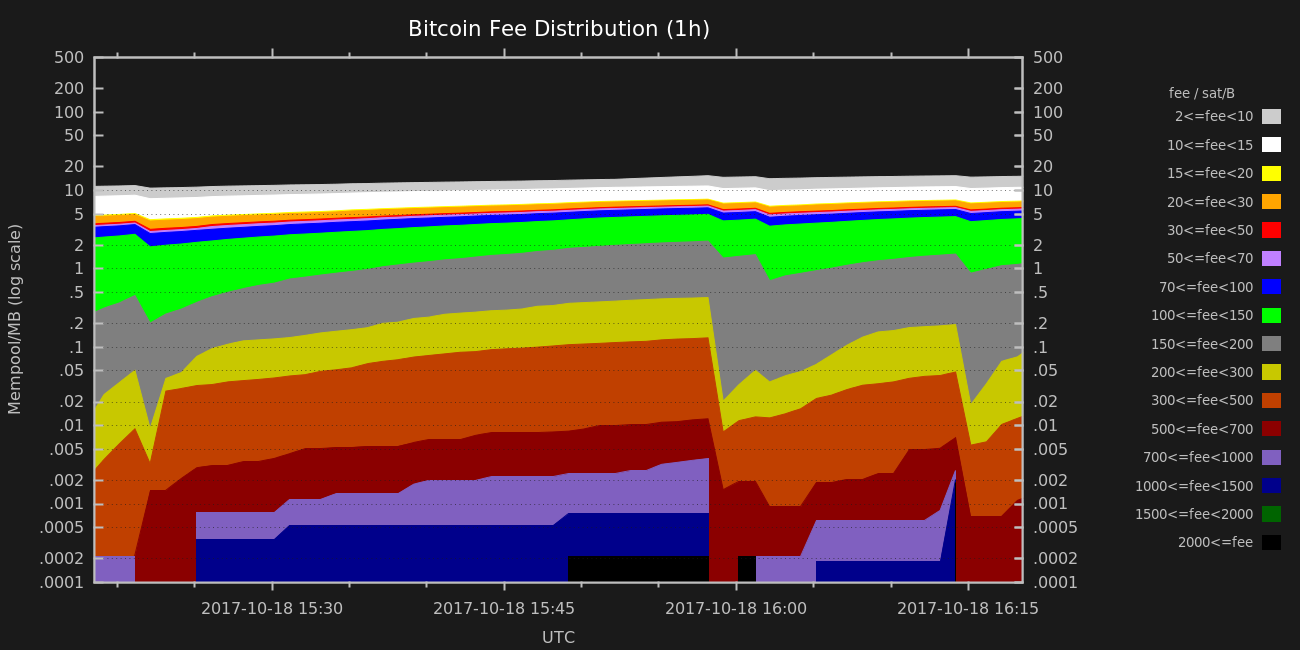 Bitcoin Fee Distribution (1h)
Mempool/MB (log scale)
500
200
100
50
20
10
5
2
1
.5
.2
.1
.05
.02
.01
.005
.002
.001
.0005
.0002
.0001
500
200
100
50
20
10
5
2
1
.5
.2
.1
.05
.02
.01
.005
.002
.001
.0005
.0002
.0001
2017-10-18 15:30
2017-10-18 15:45
2017-10-18 16:00
2017-10-18 16:15
UTC
fee / sat/B
2<=fee<10
10<=fee<15
15<=fee<20
20<=fee<30
30<=fee<50
50<=fee<70
70<=fee<100
100<=fee<150
150<=fee<200
200<=fee<300
300<=fee<500
500<=fee<700
700<=fee<1000
1000<=fee<1500
1500<=fee<2000
2000<=fee